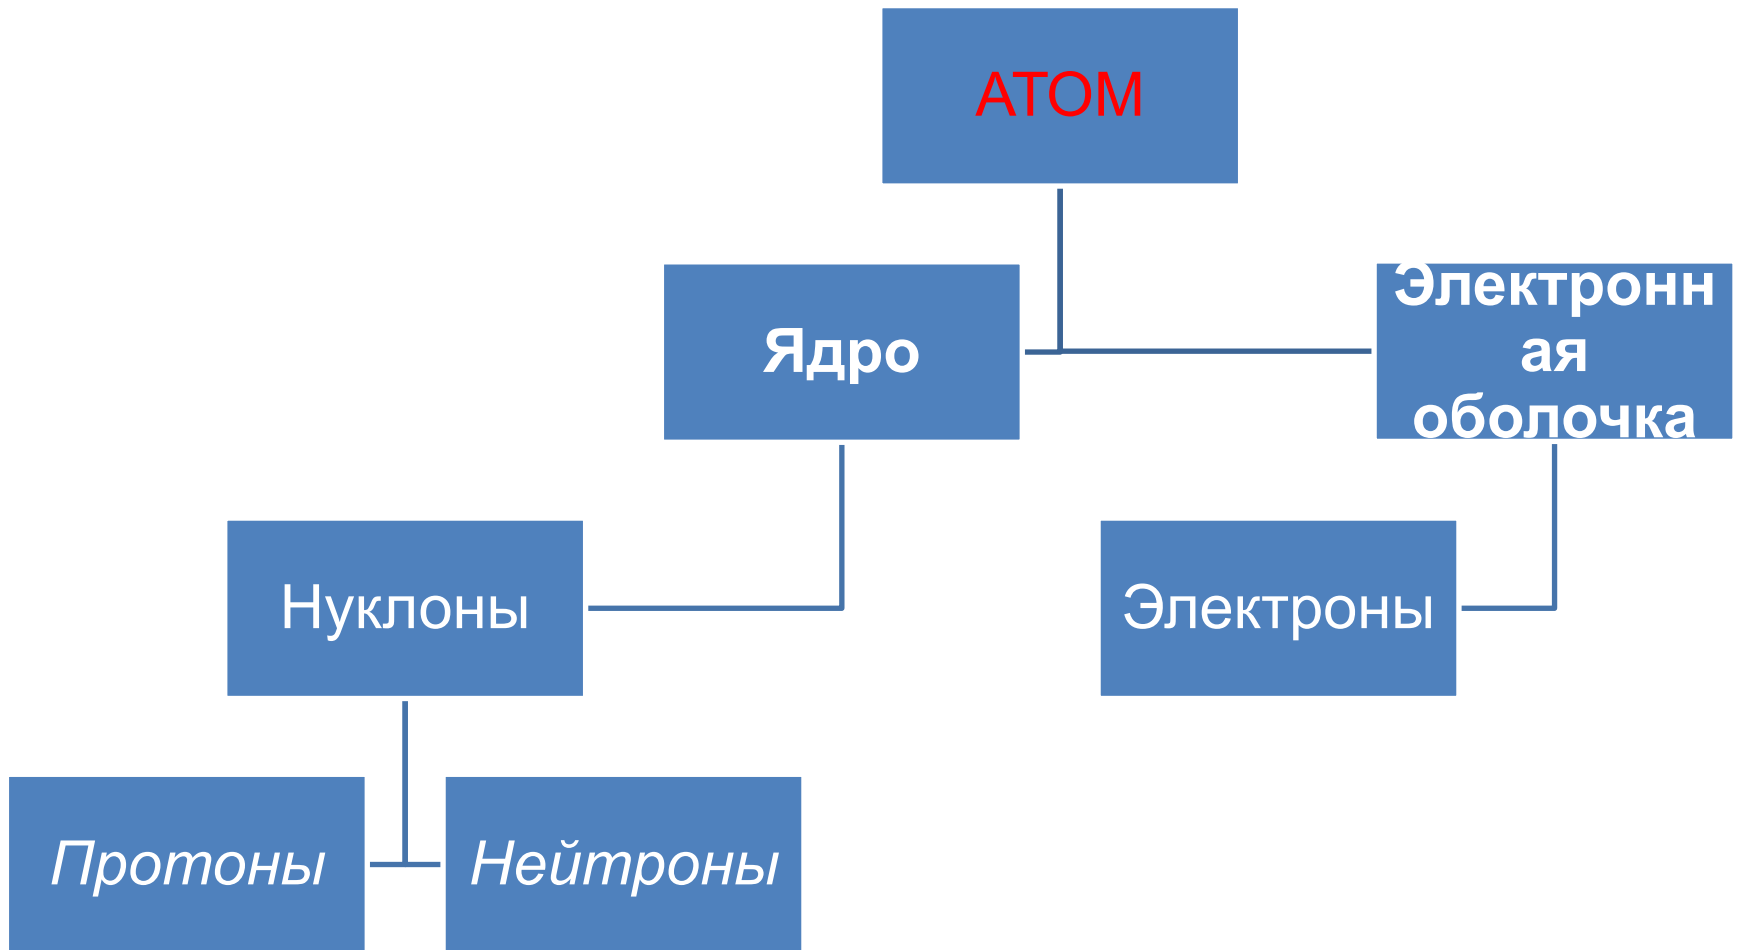 АТОМ
Ядро
Электронн
ая
оболочка
Нуклоны
Электроны
Протоны
Нейтроны